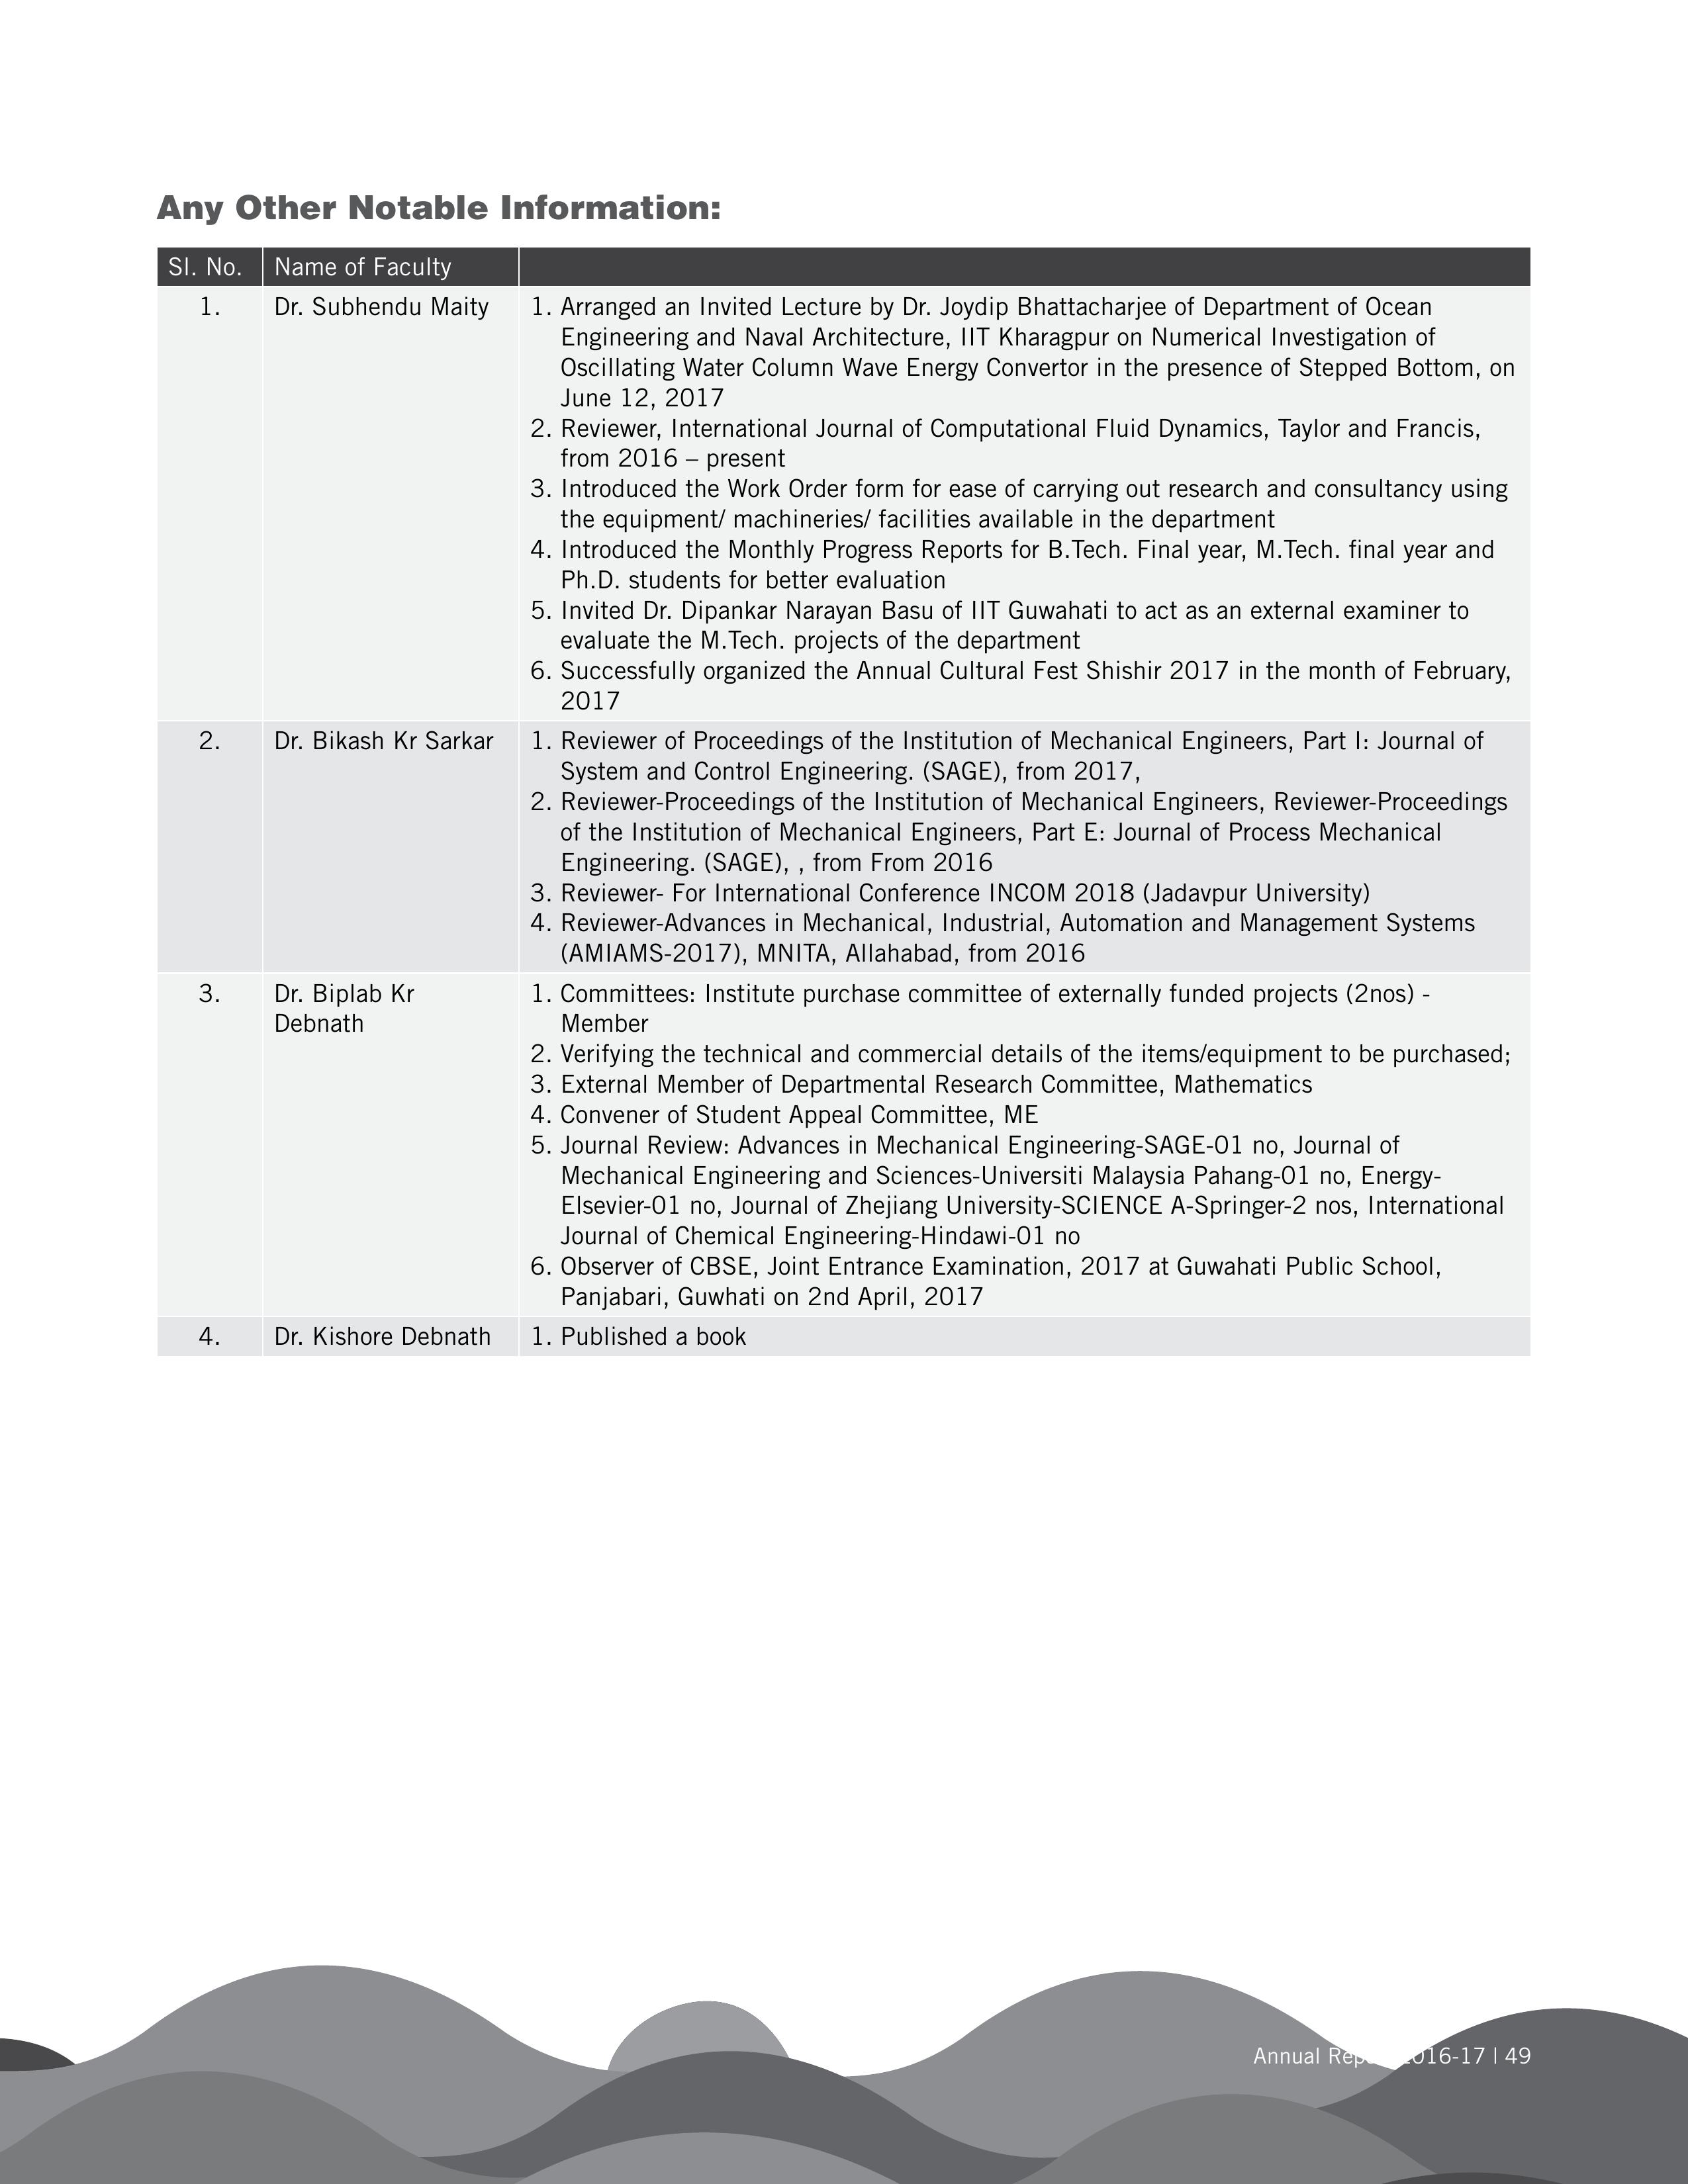 Any Other Notable Information:
Sl. No. Name of Faculty
1. Dr. Subhendu Maity 1. Arranged an Invited Lecture by Dr. Joydip Bhattacharjee of Department of Ocean
Engineering and Naval Architecture, IIT Kharagpur on Numerical Investigation of
Oscillating Water Column Wave Energy Convertor in the presence of Stepped Bottom, on
June 12, 2017
2. Reviewer, International Journal of Computational Fluid Dynamics, Taylor and Francis,
from 2016 – present
3. Introduced the Work Order form for ease of carrying out research and consultancy using
the equipment/ machineries/ facilities available in the department
4. Introduced the Monthly Progress Reports for B.Tech. Final year, M.Tech. final year and
Ph.D. students for better evaluation
5. Invited Dr. Dipankar Narayan Basu of IIT Guwahati to act as an external examiner to
evaluate the M.Tech. projects of the department
6. Successfully organized the Annual Cultural Fest Shishir 2017 in the month of February,
2017
2. Dr. Bikash Kr Sarkar 1. Reviewer of Proceedings of the Institution of Mechanical Engineers, Part I: Journal of
System and Control Engineering. (SAGE), from 2017,
2. Reviewer-Proceedings of the Institution of Mechanical Engineers, Reviewer-Proceedings
of the Institution of Mechanical Engineers, Part E: Journal of Process Mechanical
Engineering. (SAGE), , from From 2016
3. Reviewer- For International Conference INCOM 2018 (Jadavpur University)
4. Reviewer-Advances in Mechanical, Industrial, Automation and Management Systems
(AMIAMS-2017), MNITA, Allahabad, from 2016
3. Dr. Biplab Kr 1. Committees: Institute purchase committee of externally funded projects (2nos) -
Debnath Member
2. Verifying the technical and commercial details of the items/equipment to be purchased;
3. External Member of Departmental Research Committee, Mathematics
4. Convener of Student Appeal Committee, ME
5. Journal Review: Advances in Mechanical Engineering-SAGE-01 no, Journal of
Mechanical Engineering and Sciences-Universiti Malaysia Pahang-01 no, Energy-
Elsevier-01 no, Journal of Zhejiang University-SCIENCE A-Springer-2 nos, International
Journal of Chemical Engineering-Hindawi-01 no
6. Observer of CBSE, Joint Entrance Examination, 2017 at Guwahati Public School,
Panjabari, Guwhati on 2nd April, 2017
4. Dr. Kishore Debnath 1. Published a book
Annual Report 2016-17 | 49